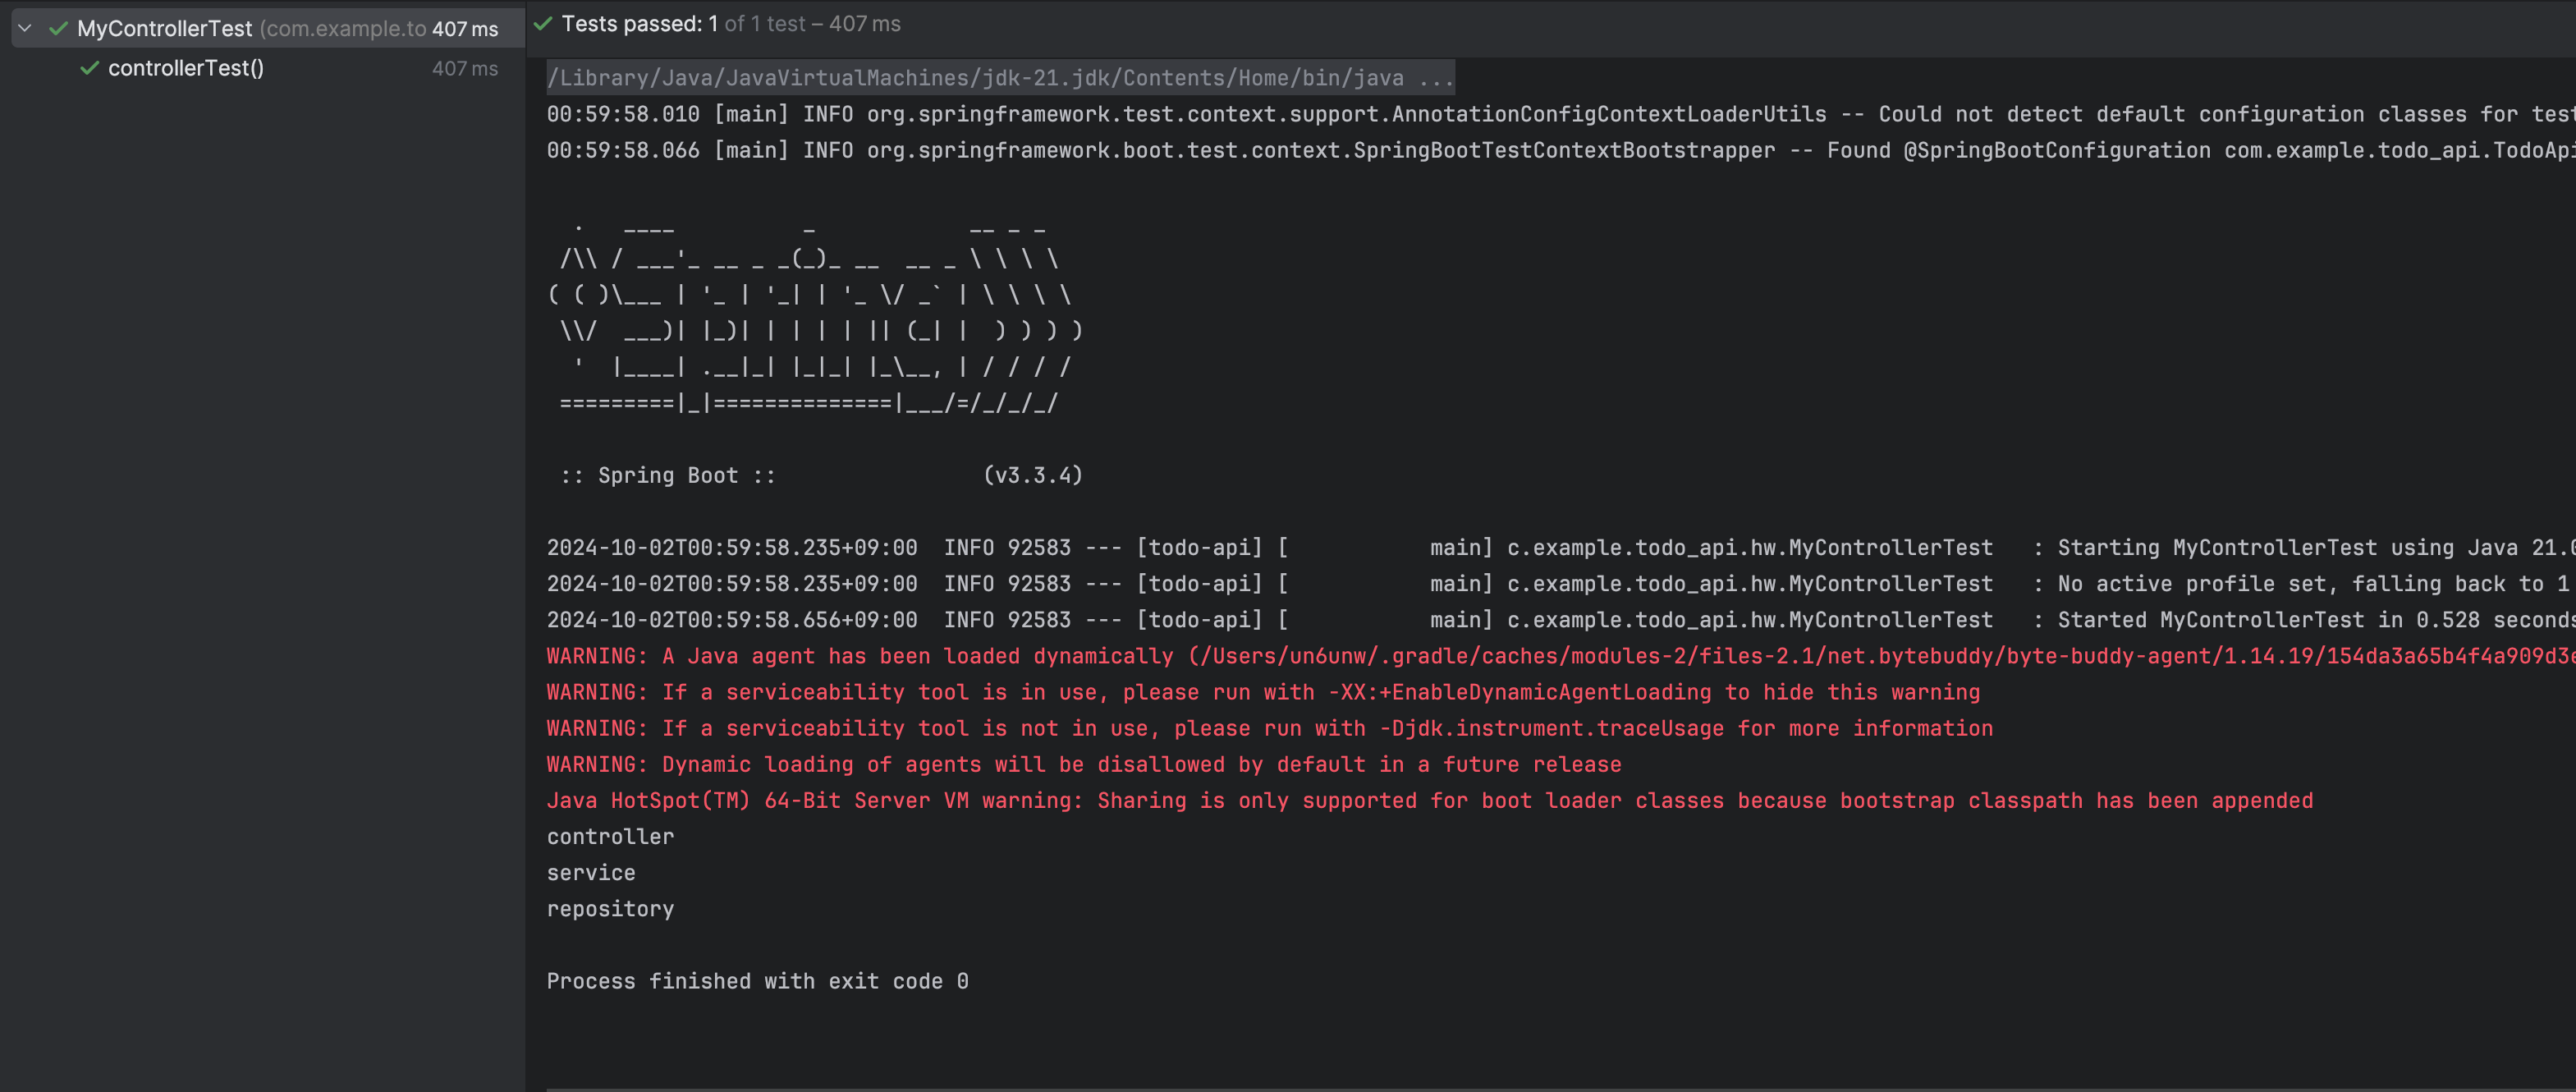 MyControllerTest (com.example.to 407 ms
controllerTest() 407 ms
Tests passed: 1 of 1 test – 407 ms
/Library/Java/JavaVirtualMachines/jdk-21.jdk/Contents/Home/bin/java ...
00:59:58.010 [main] INFO org.springframework.test.context.support.AnnotationConfigContextLoaderUtils -- Could not detect default configuration classes for test
00:59:58.066 [main] INFO org.springframework.boot.test.context.SpringBootTestContextBootstrapper -- Found @SpringBootConfiguration com.example.todo_api.TodoApi
  .   ____          _            __ _ _
 /\\ / ___'_ __ _ _(_)_ __  __ _ \ \ \ \
( ( )\___ | '_ | '_| | '_ \/ _` | \ \ \ \
 \\/  ___)| |_)| | | | | || (_| |  ) ) ) )
  '  |____| .__|_| |_|_| |_\__, | / / / /
 =========|_|==============|___/=/_/_/_/
 :: Spring Boot ::                (v3.3.4)
2024-10-02T00:59:58.235+09:00  INFO 92583 --- [todo-api] [           main] c.example.todo_api.hw.MyControllerTest   : Starting MyControllerTest using Java 21.0
2024-10-02T00:59:58.235+09:00  INFO 92583 --- [todo-api] [           main] c.example.todo_api.hw.MyControllerTest   : No active profile set, falling back to 1
2024-10-02T00:59:58.656+09:00  INFO 92583 --- [todo-api] [           main] c.example.todo_api.hw.MyControllerTest   : Started MyControllerTest in 0.528 seconds
WARNING: A Java agent has been loaded dynamically (/Users/un6unw/.gradle/caches/modules-2/files-2.1/net.bytebuddy/byte-buddy-agent/1.14.19/154da3a65b4f4a909d3e
WARNING: If a serviceability tool is in use, please run with -XX:+EnableDynamicAgentLoading to hide this warning
WARNING: If a serviceability tool is not in use, please run with -Djdk.instrument.traceUsage for more information
WARNING: Dynamic loading of agents will be disallowed by default in a future release
Java HotSpot(TM) 64-Bit Server VM warning: Sharing is only supported for boot loader classes because bootstrap classpath has been appended
controller
service
repository
Process finished with exit code 0